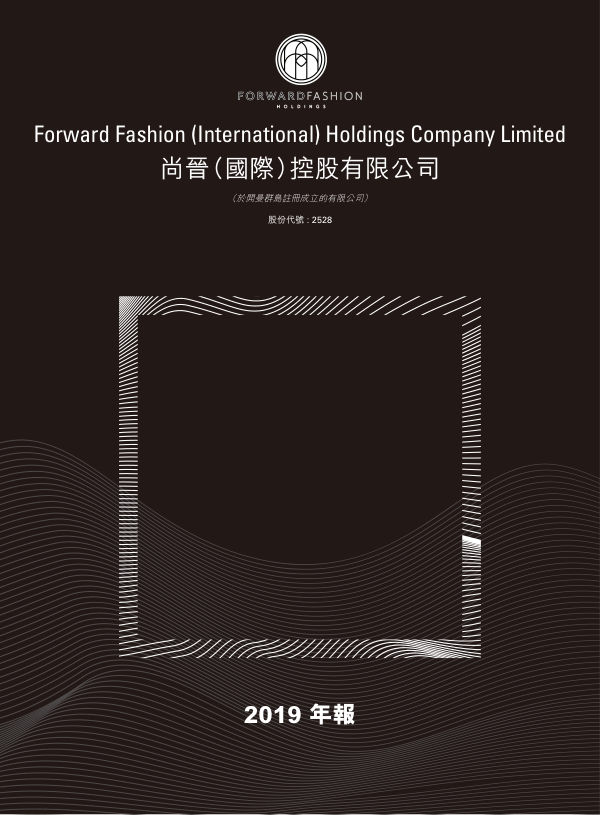 FORWARDFASHION
HOLDINGS
Forward Fashion (International) Holdings Company Limited
尚晉(國際)控股有限公司
(於開曼群島註冊成立的有限公司)
股份代號 : 2528
2019 年報